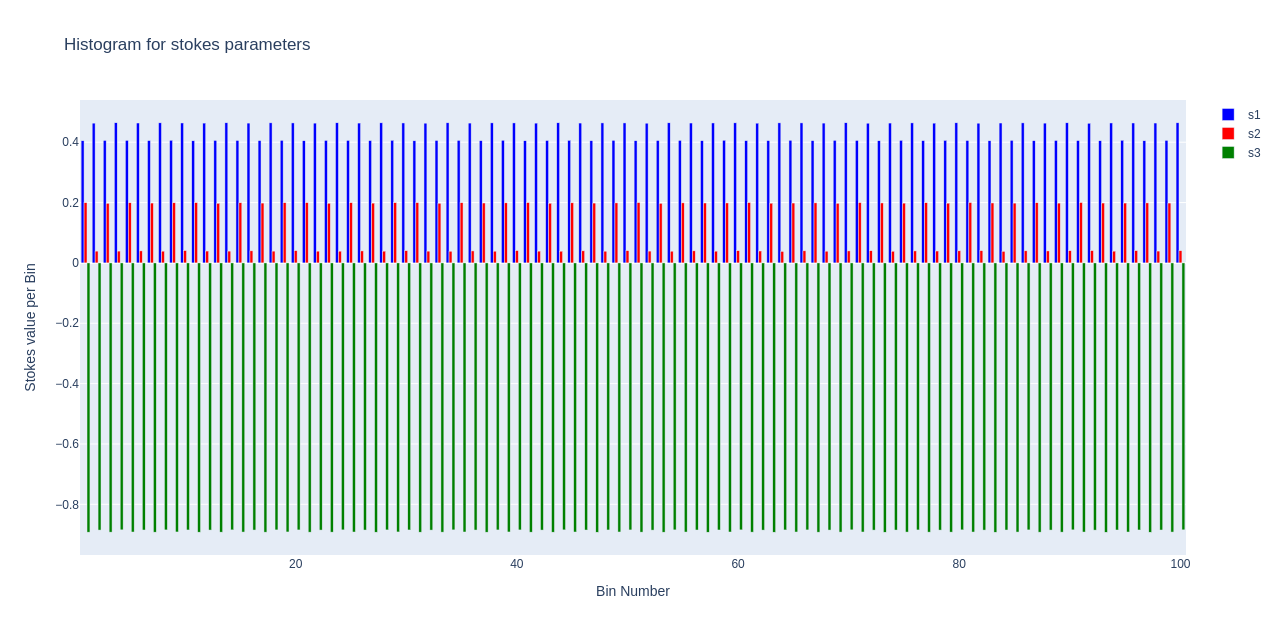 Histogram for stokes parameters
s1
s2
s3
0.4
0.2
0
−0.2
−0.4
−0.6
−0.8
Stokes value per Bin
20 40 60 80 100
Bin Number